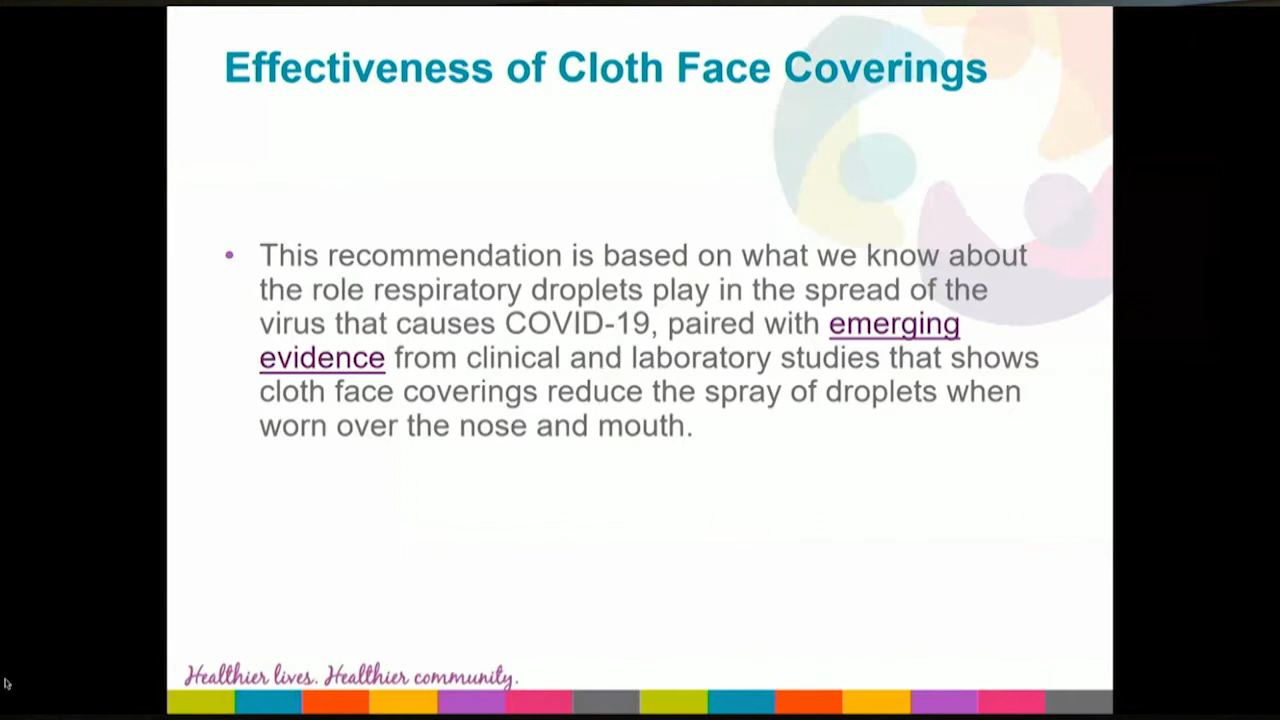 Effectiveness of Cloth Face Coverings
• This recommendation is based on what we know about
the role respiratory droplets play in the spread of the
virus that causes COVID-19, paired with emerging
evidence from clinical and laboratory studies that shows
cloth face coverings reduce the spray of droplets when
worn over the nose and mouth.
Healthier lives. Healthier community.